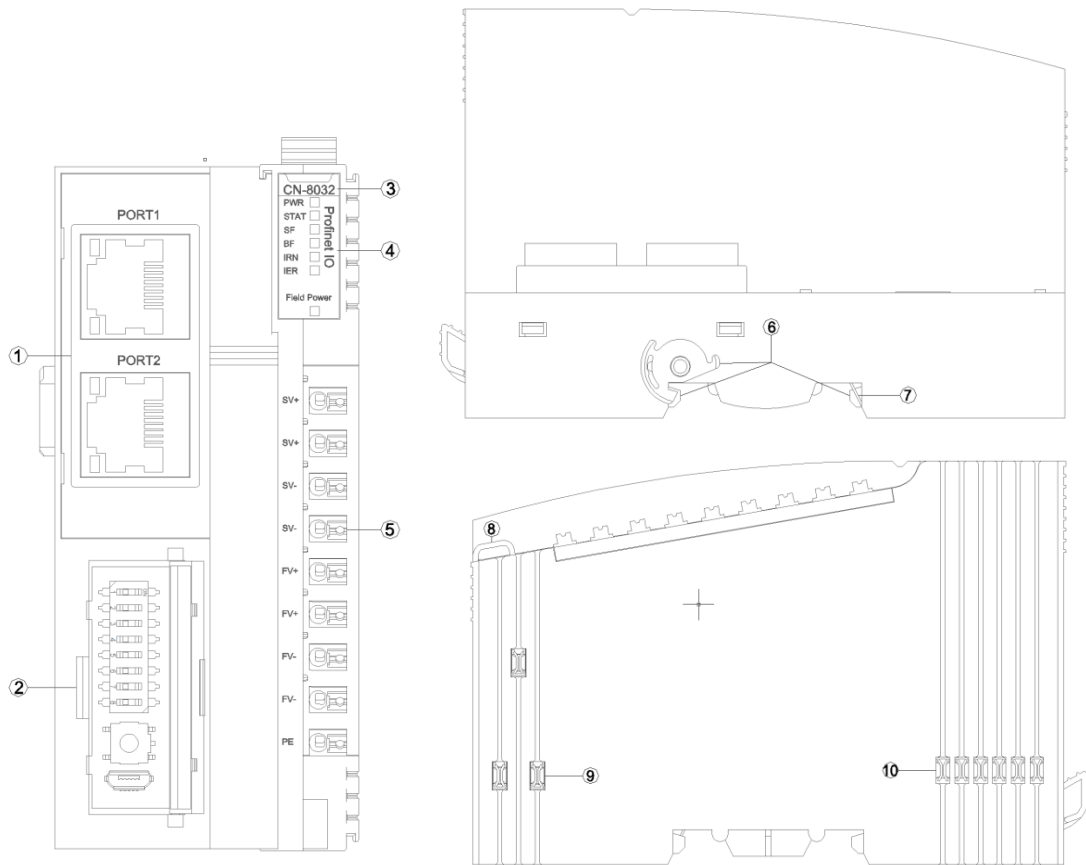 PORT1
PORT2
CN-8032
PWR
STAT
SF
BF
IRN
IER
Profinet IO
Field Power
SV+
SV+
SV-
SV-
FV+
FV+
FV-
FV-
PE
1
2
3
4
5
6
7
8
9
10